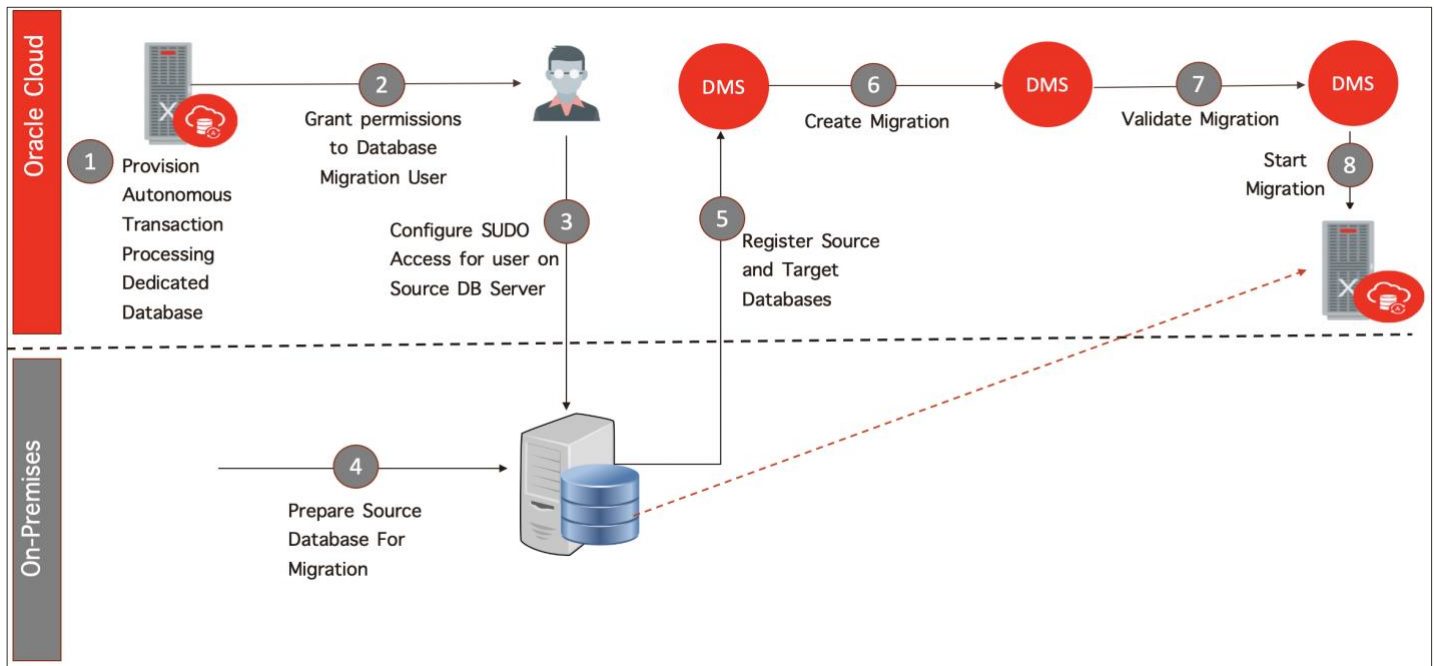 Oracle Cloud
1
Provision
Autonomous
Transaction
Processing
Dedicated
Database
X
2
Grant permissions
to Database
Migration User
3
Configure SUDO
Access for user on
Source DB Server
4
Prepare Source
Database For
Migration
5
Register Source
and Target
Databases
DMS
6
Create Migration
DMS
7
Validate Migration
DMS
8
Start
Migration
X
On-Premises